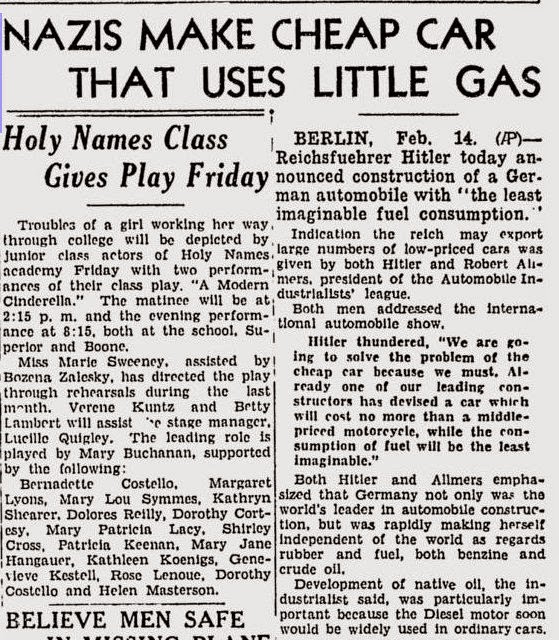 NAZIS MAKE CHEAP CAR
THAT USES LITTLE GAS
Holy Names Class
Gives Play Friday
Troubles of a girl working her way
through college will be depicted by
junior class actors of Holy Names
academy Friday with two perform-
ances of their class play. "A Modern
Cinderella." The matinee will be at
2:15 p. m. and the evening perform-
ance at 8:15, both at the school, Su-
perior and Boone.
Miss Marie Sweeney, assisted by
Bozena Zalesky, has directed the play
through rehearsals during the last
month. Verene Kuntz and Betty
Lambert will assist stage manager,
Lucille Quigley. The leading role is
played by Mary Buchanan, supported
by the following:
Bernadette Costello, Margaret
Lyons, Mary Lou Symmes, Kathryn
Shearer, Dolores Reilly, Dorothy Cort-
esy, Mary Patricia Lacy, Shirley
Cross, Patricia Keenan, Mary Jane
Hangauer, Kathleen Koenigs, Gene-
vieve Kestell, Rose Lenoue, Dorothy
Costello and Helen Masterson.
BELIEVE MEN SAFE
IN MISSING PLANE
BERLIN, Feb. 14. (AP)—
Reichsfuehrer Hitler today an-
nounced construction of a Ger-
man automobile with "the least
imaginable fuel consumption."
Indication the reich may export
large numbers of low-priced cars was
given by both Hitler and Robert Al-
mers, president of the Automobile In-
dustrialists' league.
Both men addressed the interna-
tional automobile show.
Hitler thundered, "We are go-
ing to solve the problem of the
cheap car because we must. Al-
ready one of our leading con-
structors has devised a car which
will cost no more than a middle-
priced motorcycle, while the con-
sumption of fuel will be the least
imaginable."
Both Hitler and Allmers empha-
sized that Germany not only was the
world's leader in automobile construc-
tion, but was rapidly making herself
independent of the world as regards
rubber and fuel, both benzine and
crude oil.
Development of native oil, the in-
dustrialist said, was particularly im-
portant because the Diesel motor soon
would be widely used in ordinary cars.